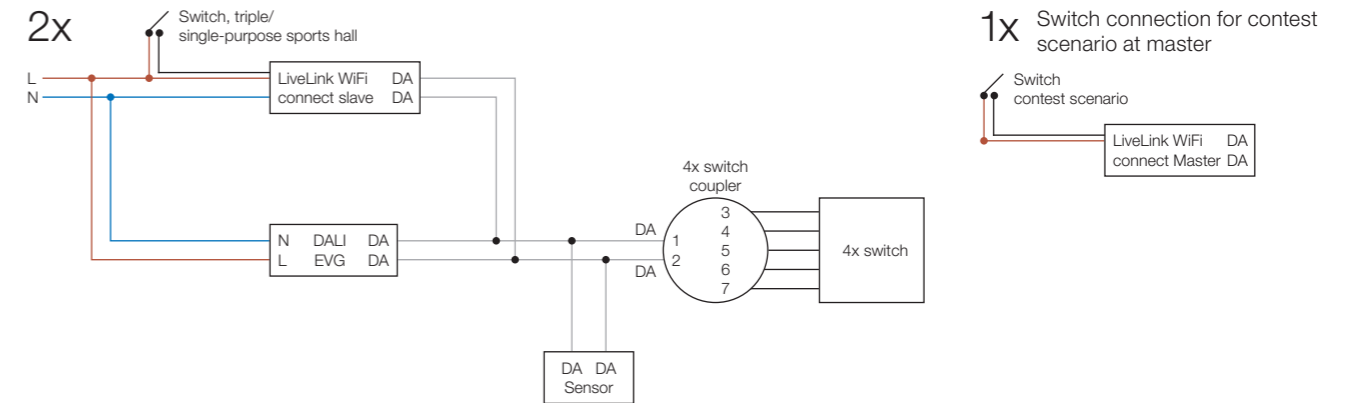 2x
Switch, triple/
single-purpose sports hall
L
N
LiveLink WiFi DA
connect slave DA
4x switch
coupler
N DALI DA
L EVG DA
DA
DA
1
2
3
4
5
6
7
4x switch
DA DA
Sensor
1x
Switch connection for contest
scenario at master
Switch
contest scenario
LiveLink WiFi DA
connect Master DA